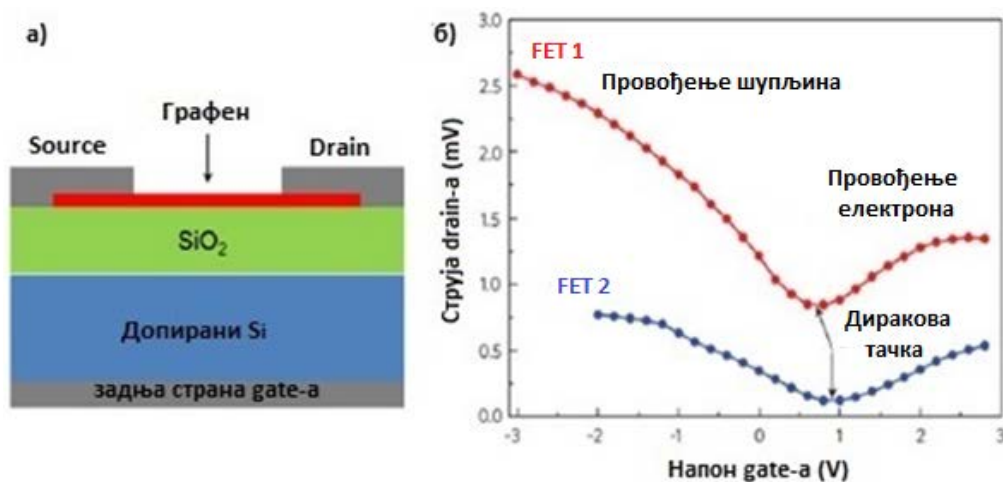 а)
Графен
Source
Drain
SiO2
Допирани Si
задња страна gate-а
б)
Струја drain-а (mV)
3.0
2.5
2.0
1.5
1.0
0.5
0.0
FET 1
Провођење шупљина
Провођење
електрона
FET 2
Диракова
тачка
-3 -2 -1 0 1 2 3
Напон gate-а (V)